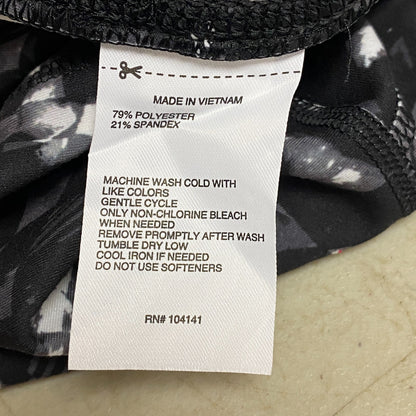 MADE IN VIETNAM
79% POLYESTER
21% SPANDEX
MACHINE WASH COLD WITH
LIKE COLORS
GENTLE CYCLE
ONLY NON-CHLORINE BLEACH
WHEN NEEDED
REMOVE PROMPTLY AFTER WASH
TUMBLE DRY LOW
COOL IRON IF NEEDED
DO NOT USE SOFTENERS
RN# 104141